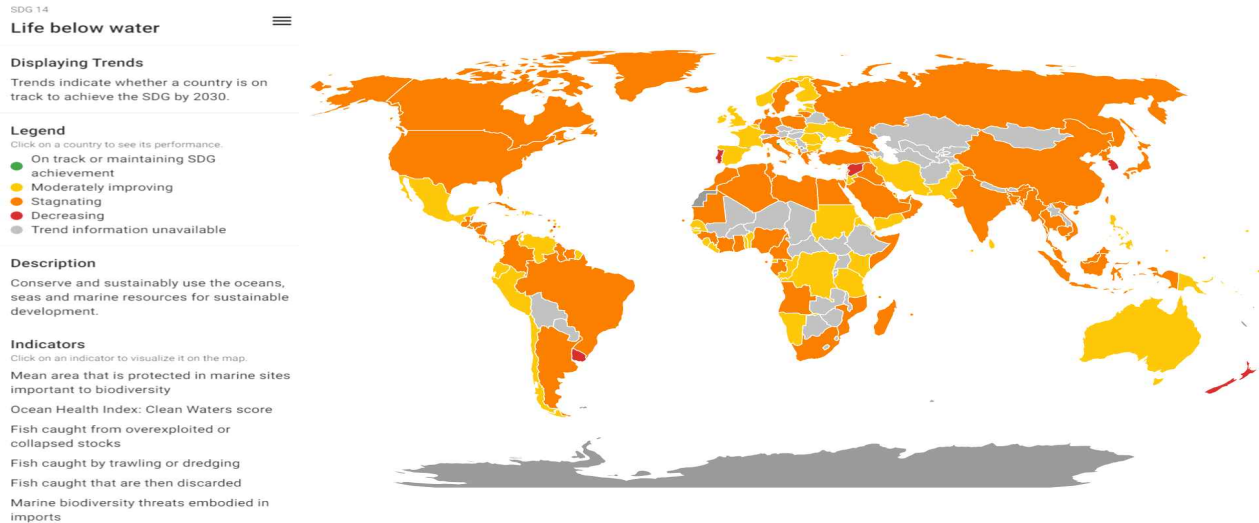 SDG 14
Life below water
Displaying Trends
Trends indicate whether a country is on
track to achieve the SDG by 2030.
Legend
Click on a country to see its performance.
On track or maintaining SDG
achievement
Moderately improving
Stagnating
Decreasing
Trend information unavailable
Description
Conserve and sustainably use the oceans,
seas and marine resources for sustainable
development.
Indicators
Click on an indicator to visualize it on the map.
Mean area that is protected in marine sites
important to biodiversity
Ocean Health Index: Clean Waters score
Fish caught from overexploited or
collapsed stocks
Fish caught by trawling or dredging
Fish caught that are then discarded
Marine biodiversity threats embodied in
imports